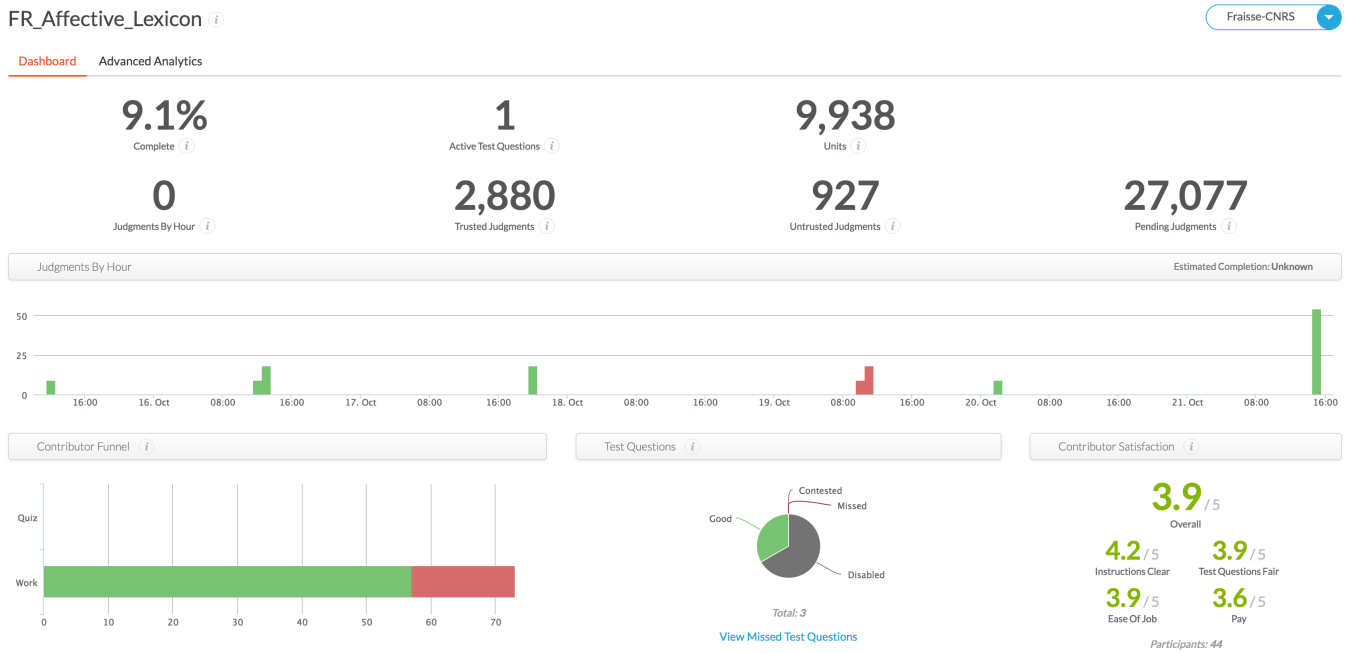 FR_Affective_Lexicon i
Fraisse-CNRS
Dashboard Advanced Analytics
9.1% 1 9,938
Complete i Active Test Questions i Units i
0 2,880 927 27,077
Judgments By Hour i Trusted Judgments i Untrusted Judgments i Pending Judgments i
Judgments By Hour Estimated Completion: Unknown
50
25
0
16:00 16. Oct 08:00 16:00 17. Oct 08:00 16:00 18. Oct 08:00 16:00 19. Oct 08:00 16:00 20. Oct 08:00 16:00 21. Oct 08:00 16:00
Contributor Funnel i
Quiz
Work
0 10 20 30 40 50 60 70
Test Questions i
Contested
Missed
Good
Disabled
Total: 3
View Missed Test Questions
Contributor Satisfaction i
3.9 / 5
Overall
4.2 / 5 3.9 / 5
Instructions Clear Test Questions Fair
3.9 / 5 3.6 / 5
Ease Of Job Pay
Participants: 44